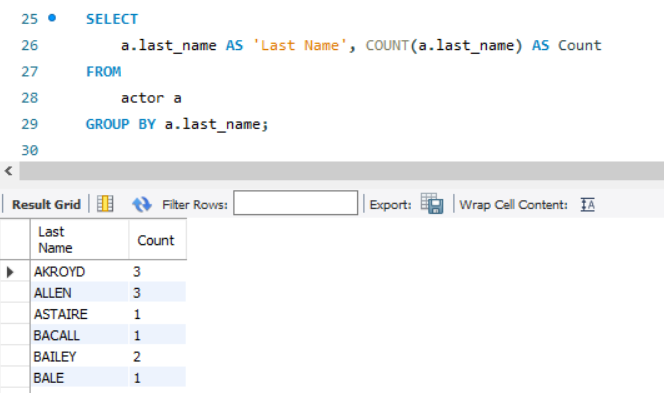 25 SELECT
26 a.last_name AS 'Last Name', COUNT(a.last_name) AS Count
27 FROM
28 actor a
29 GROUP BY a.last_name;
30
Result Grid Filter Rows: Export: Wrap Cell Content: IA
Last
Name Count
AKROYD 3
ALLEN 3
ASTAIRE 1
BACALL 1
BAILEY 2
BALE 1